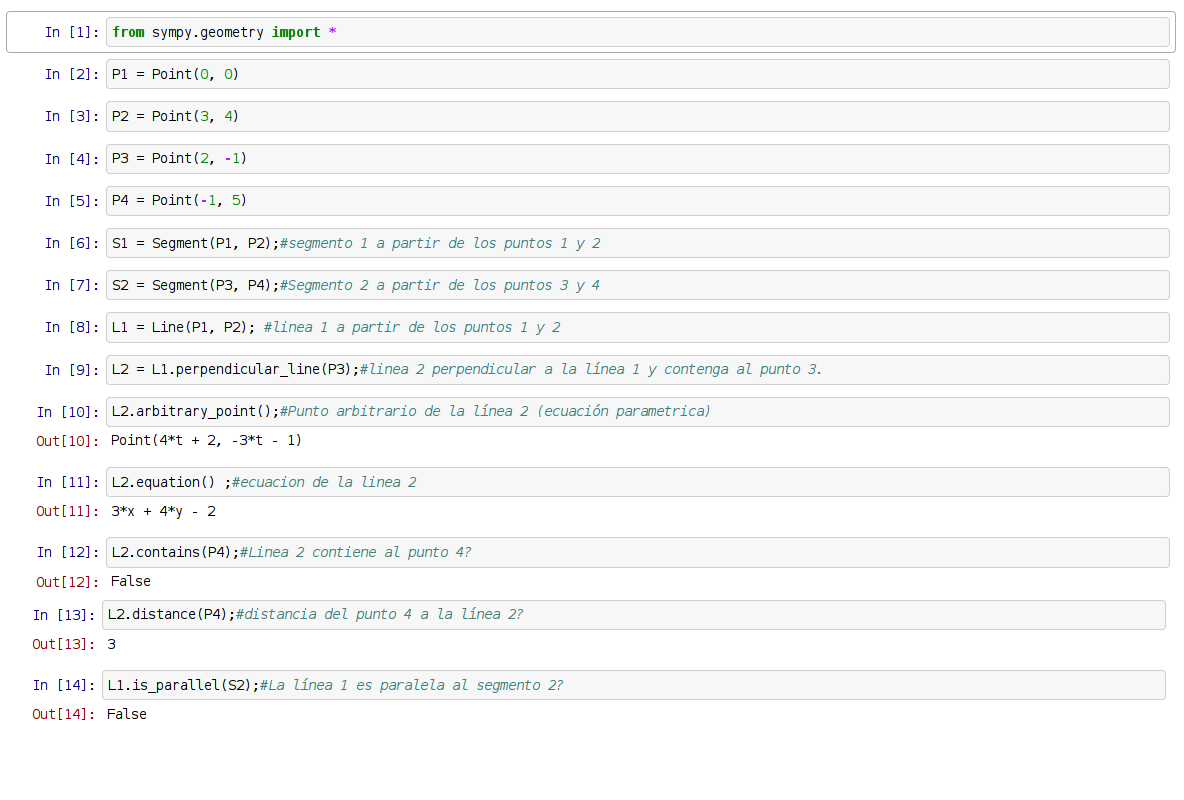 In [1]: from sympy.geometry import *
In [2]: P1 = Point(0, 0)
In [3]: P2 = Point(3, 4)
In [4]: P3 = Point(2, -1)
In [5]: P4 = Point(-1, 5)
In [6]: S1 = Segment(P1, P2);#segmento 1 a partir de los puntos 1 y 2
In [7]: S2 = Segment(P3, P4);#Segmento 2 a partir de los puntos 3 y 4
In [8]: L1 = Line(P1, P2); #linea 1 a partir de los puntos 1 y 2
In [9]: L2 = L1.perpendicular_line(P3);#linea 2 perpendicular a la línea 1 y contenga al punto 3.
In [10]: L2.arbitrary_point();#Punto arbitrario de la línea 2 (ecuación parametrica)
Out[10]: Point(4*t + 2, -3*t - 1)
In [11]: L2.equation() ;#ecuacion de la linea 2
Out[11]: 3*x + 4*y - 2
In [12]: L2.contains(P4);#Linea 2 contiene al punto 4?
Out[12]: False
In [13]: L2.distance(P4);#distancia del punto 4 a la línea 2?
Out[13]: 3
In [14]: L1.is_parallel(S2);#La línea 1 es paralela al segmento 2?
Out[14]: False